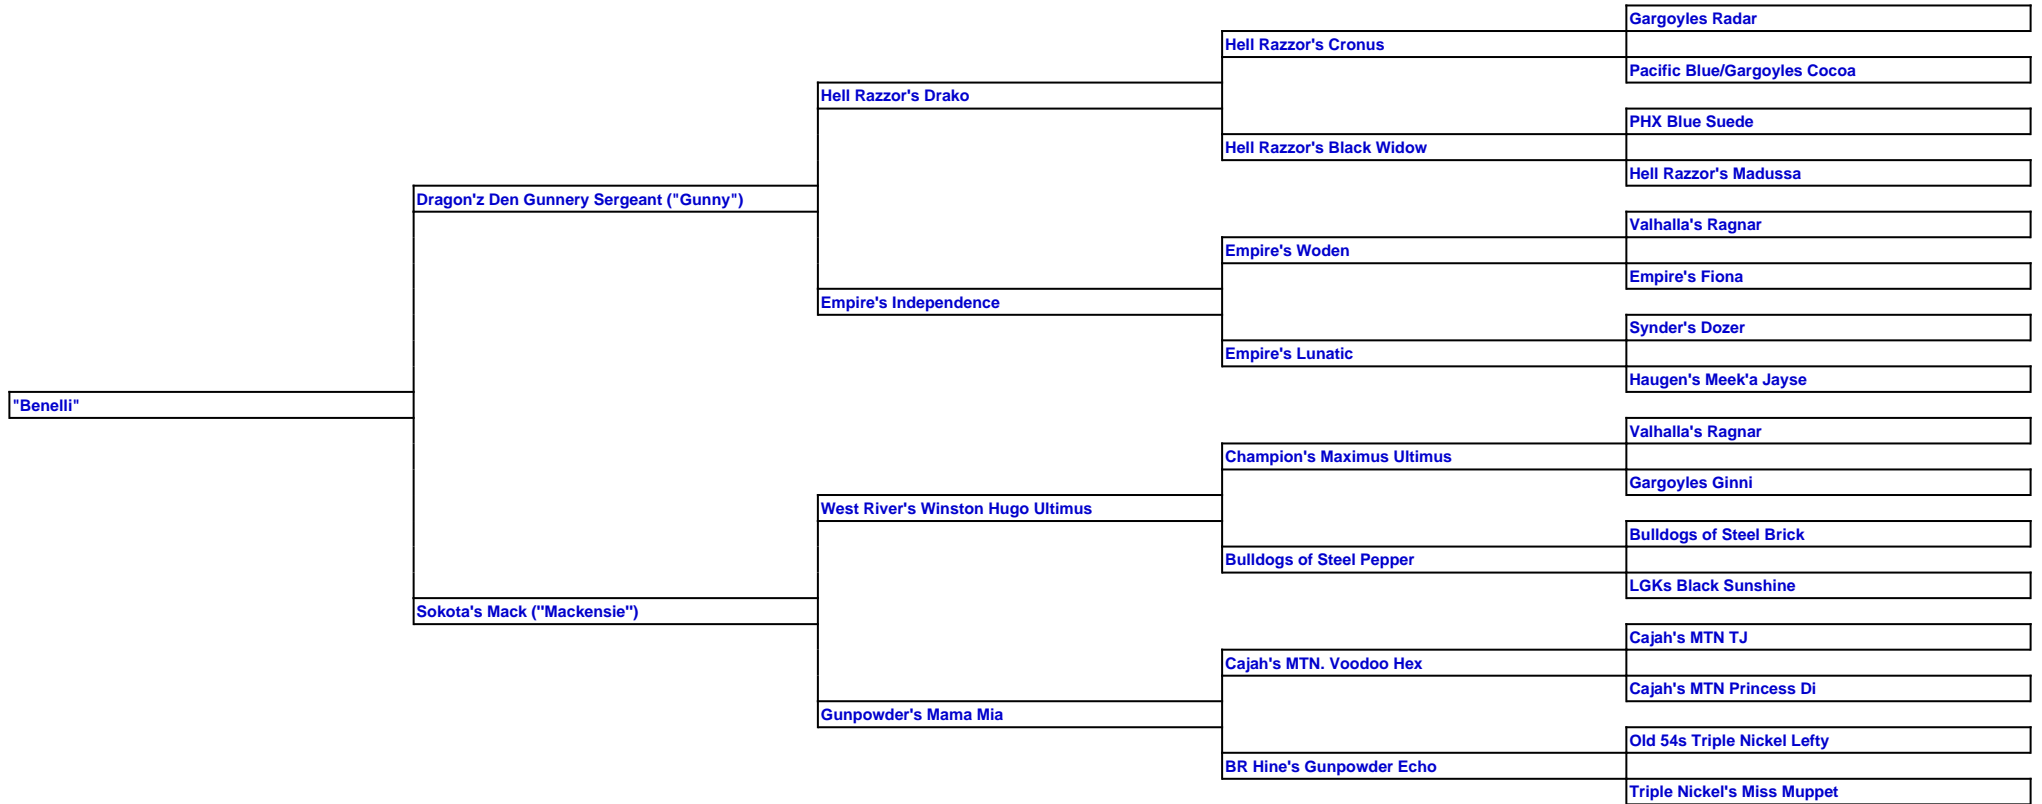 Gargoyles Radar
Hell Razzor's Cronus
Pacific Blue/Gargoyles Cocoa
Hell Razzor's Drako
PHX Blue Suede
Hell Razzor's Black Widow
Hell Razzor's Madussa
Dragon'z Den Gunnery Sergeant ("Gunny")
Valhalla's Ragnar
Empire's Woden
Empire's Fiona
Empire's Independence
Synder's Dozer
Empire's Lunatic
Haugen's Meek'a Jayse
"Benelli"
Valhalla's Ragnar
Champion's Maximus Ultimus
Gargoyles Ginni
West River's Winston Hugo Ultimus
Bulldogs of Steel Brick
Bulldogs of Steel Pepper
LGKs Black Sunshine
Sokota's Mack ("Mackensie")
Cajah's MTN TJ
Cajah's MTN. Voodoo Hex
Cajah's MTN Princess Di
Gunpowder's Mama Mia
Old 54s Triple Nickel Lefty
BR Hine's Gunpowder Echo
Triple Nickel's Miss Muppet